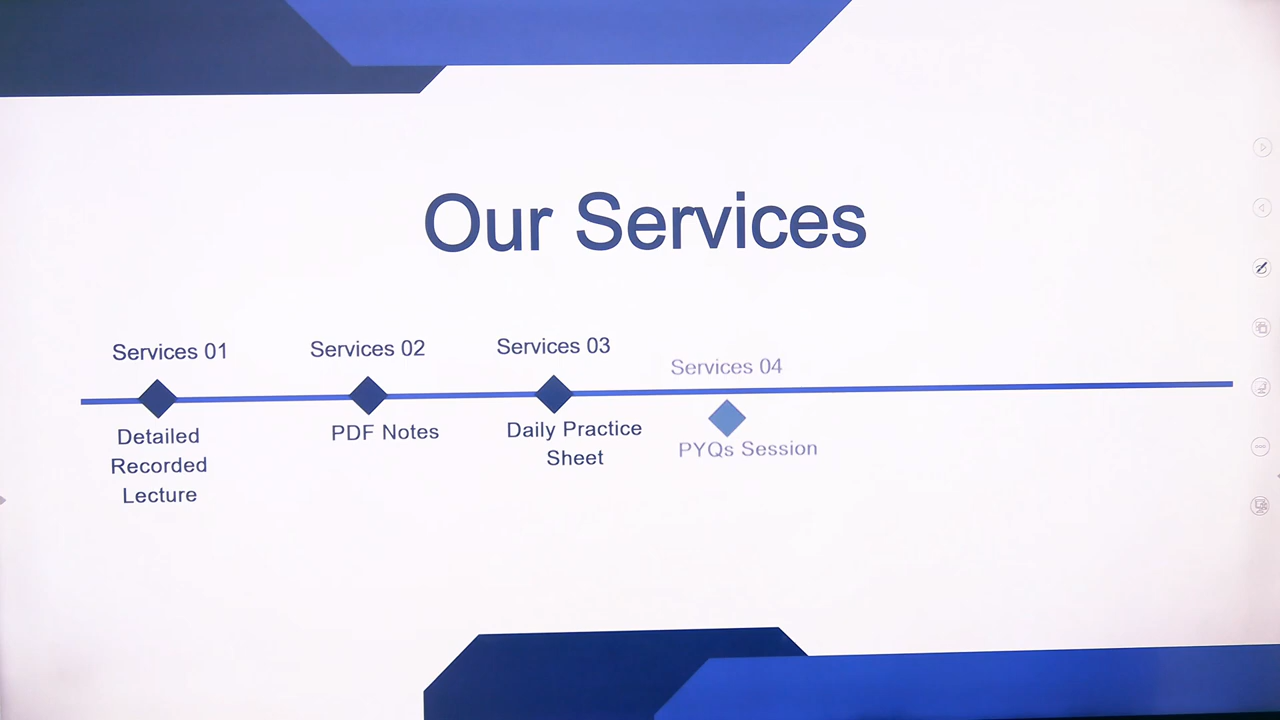 Our Services
Services 01
Services 02
Services 03
Services 04
Detailed
Recorded
Lecture
PDF Notes
Daily Practice
Sheet
PYQs Session